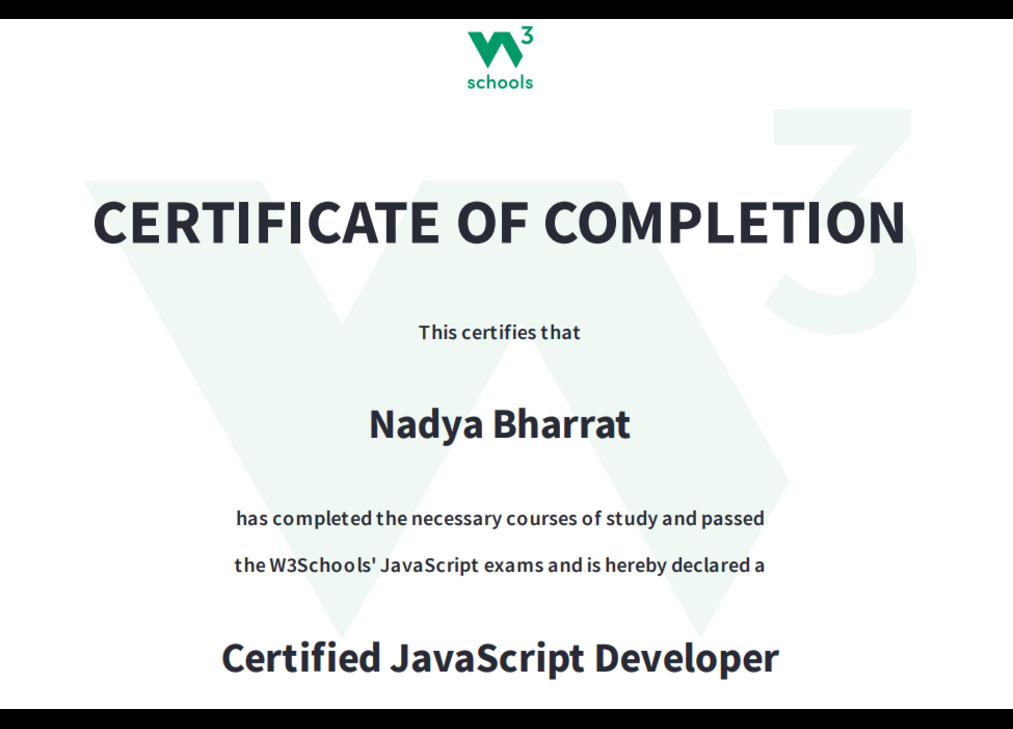 W3
schools
CERTIFICATE OF COMPLETION
This certifies that
Nadya Bharrat
has completed the necessary courses of study and passed
the W3Schools' JavaScript exams and is hereby declared a
Certified JavaScript Developer